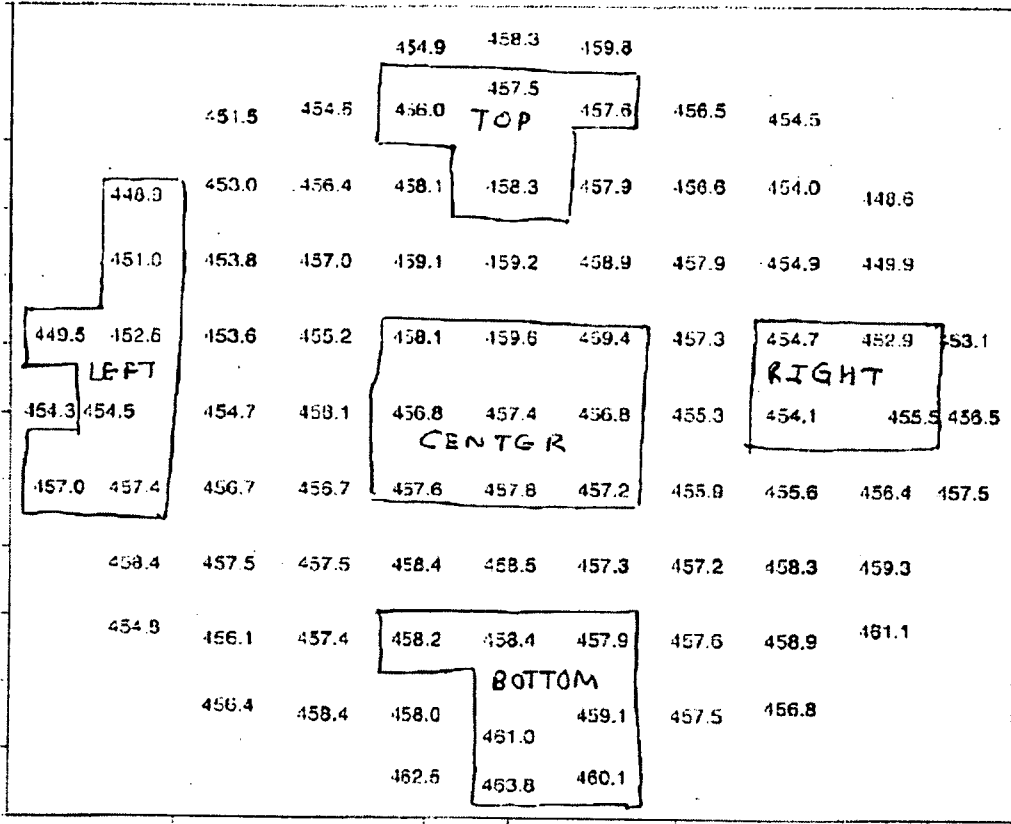 454.9 458.3 459.8
457.5
451.5 454.5 456.0 TOP 457.6 456.5 454.5
448.9 453.0 456.4 458.1 458.3 457.9 456.6 454.0 448.6
451.0 453.8 457.0 459.1 459.2 458.9 457.9 454.9 449.9
449.5 452.6 453.6 455.2 458.1 459.6 459.4 457.3 454.7 452.9 453.1
LEFT RIGHT
454.3 454.5 454.7 456.8 457.4 456.8 455.3 454.1 455.5 456.5
CENTER
457.0 457.4 456.7 456.7 457.6 457.8 457.2 455.9 455.6 456.4 457.5
458.4 457.5 457.5 458.4 458.5 457.3 457.2 458.3 459.3
454.8 456.1 457.4 458.2 458.4 457.9 457.6 458.9 461.1
BOTTOM
456.4 458.4 458.0 459.1 457.5 456.8
461.0
462.5 463.8 460.1